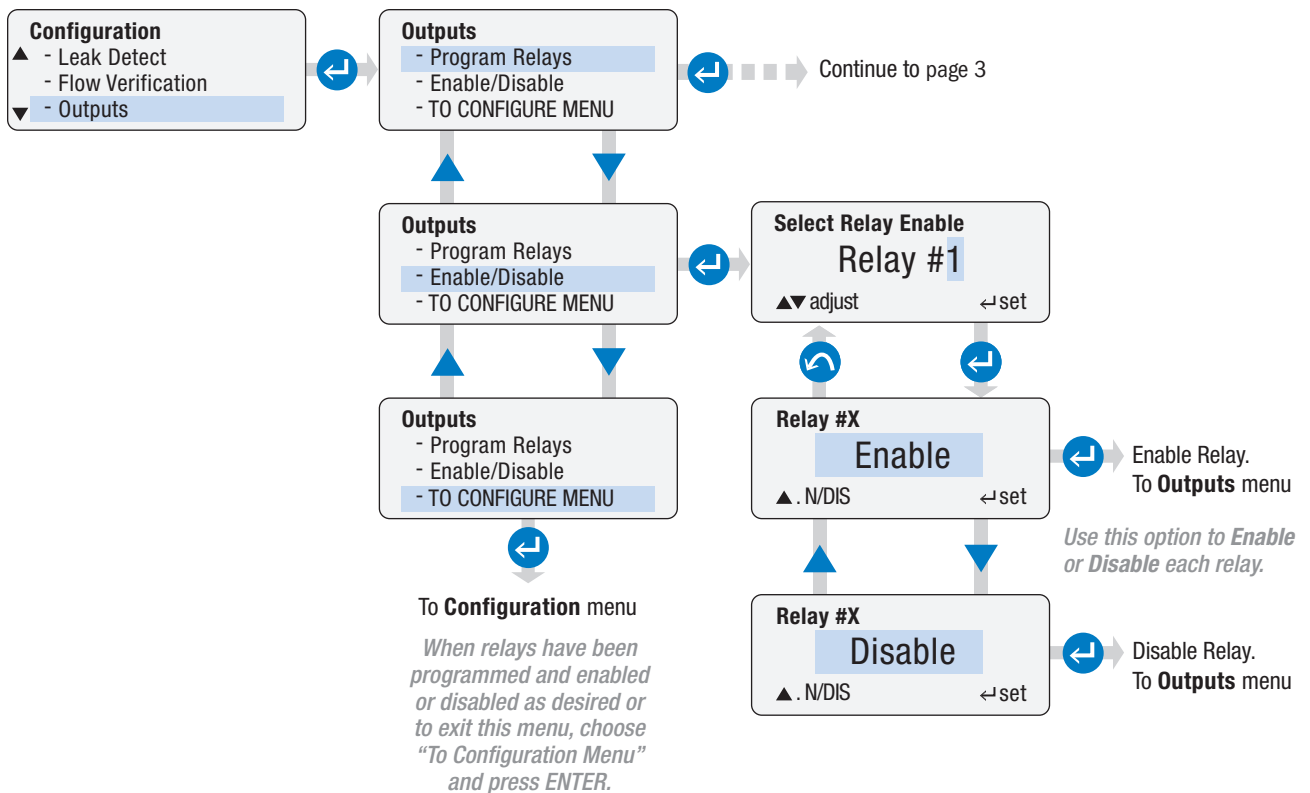 Configuration
▲ - Leak Detect
- Flow Verification
▼ - Outputs
Outputs
- Program Relays
- Enable/Disable
- TO CONFIGURE MENU
Continue to page 3
Outputs
- Program Relays
- Enable/Disable
- TO CONFIGURE MENU
Select Relay Enable
Relay #1
▲▼ adjust ↵ set
Outputs
- Program Relays
- Enable/Disable
- TO CONFIGURE MENU
To Configuration menu
When relays have been
programmed and enabled
or disabled as desired or
to exit this menu, choose
“To Configuration Menu”
and press ENTER.
Relay #X
Enable
▲ . N/DIS ↵ set
Enable Relay.
To Outputs menu
Use this option to Enable
or Disable each relay.
Relay #X
Disable
▲ . N/DIS ↵ set
Disable Relay.
To Outputs menu